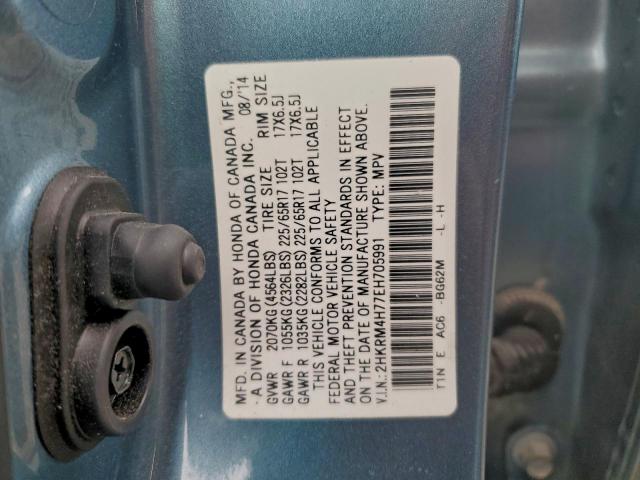 MFD. IN CANADA BY HONDA OF CANADA MFG.,
-A DIVISION OF HONDA CANADA INC. 08/'14
GVWR 2070KG (4564LBS) TIRE SIZE RIM SIZE
GAWR F 1055KG (2326LBS) 225/65R17 102T 17X6.5J
GAWR R 1035KG (2282LBS) 225/65R17 102T 17X6.5J
THIS VEHICLE CONFORMS TO ALL APPLICABLE
FEDERAL MOTOR VEHICLE SAFETY
AND THEFT PREVENTION STANDARDS IN EFFECT
ON THE DATE OF MANUFACTURE SHOWN ABOVE.
V.I.N.: 2HKRM4H77EH705991 TYPE: MPV
T1N E AC6 -BG62M -L -H